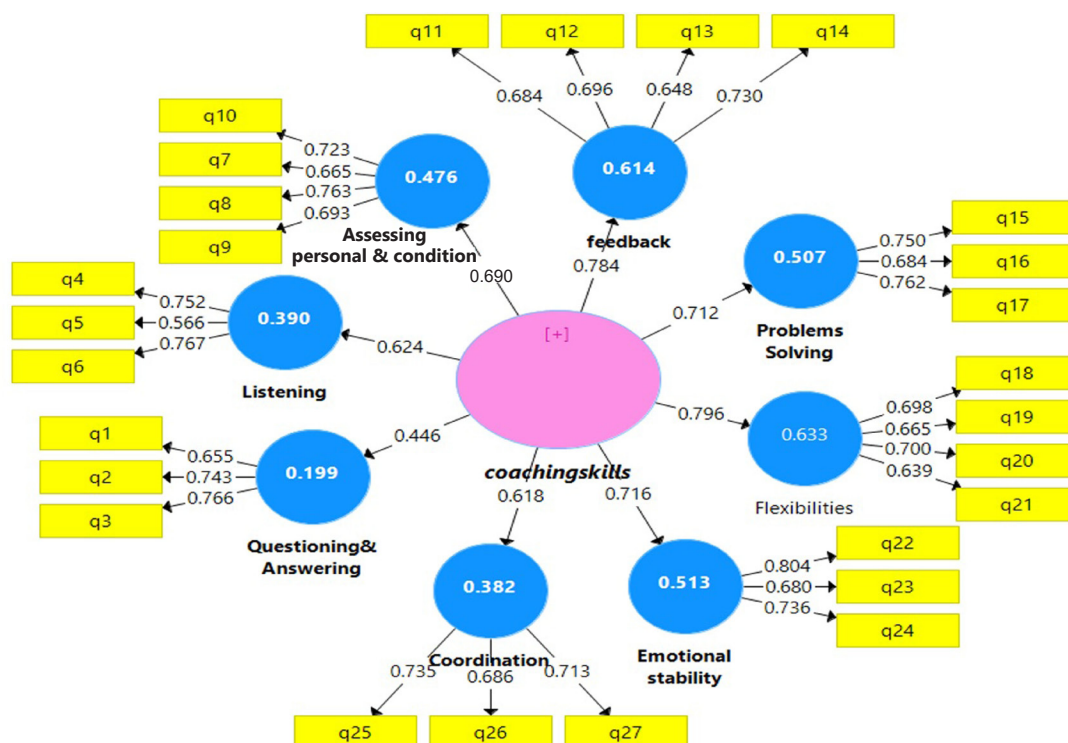 q11
q12
q13
q14
0.684
0.696
0.648
0.730
0.614
feedback
0.784
q10
q7
q8
q9
0.723
0.665
0.763
0.693
0.476
Assessing
personal & condition
0.690
q15
q16
q17
0.750
0.684
0.762
0.507
Problems
Solving
0.712
q4
q5
q6
0.752
0.566
0.767
0.390
Listening
0.624
[+]
coachingskills
q18
q19
q20
q21
0.698
0.665
0.700
0.639
0.633
Flexibilities
0.796
q1
q2
q3
0.655
0.743
0.766
0.199
Questioning&
Answering
0.446
0.618
0.382
Coordination
0.735
0.686
0.713
q25
q26
q27
0.716
0.513
Emotional
stability
0.804
0.680
0.736
q22
q23
q24